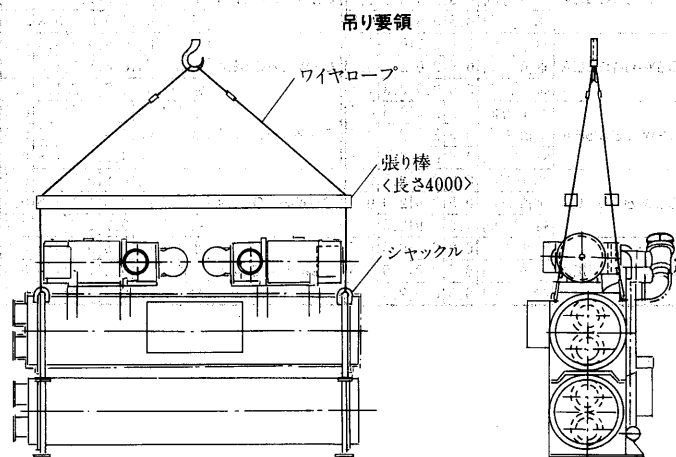 吊り要領
ワイヤロープ
張り棒
<長さ4000>
シャックル